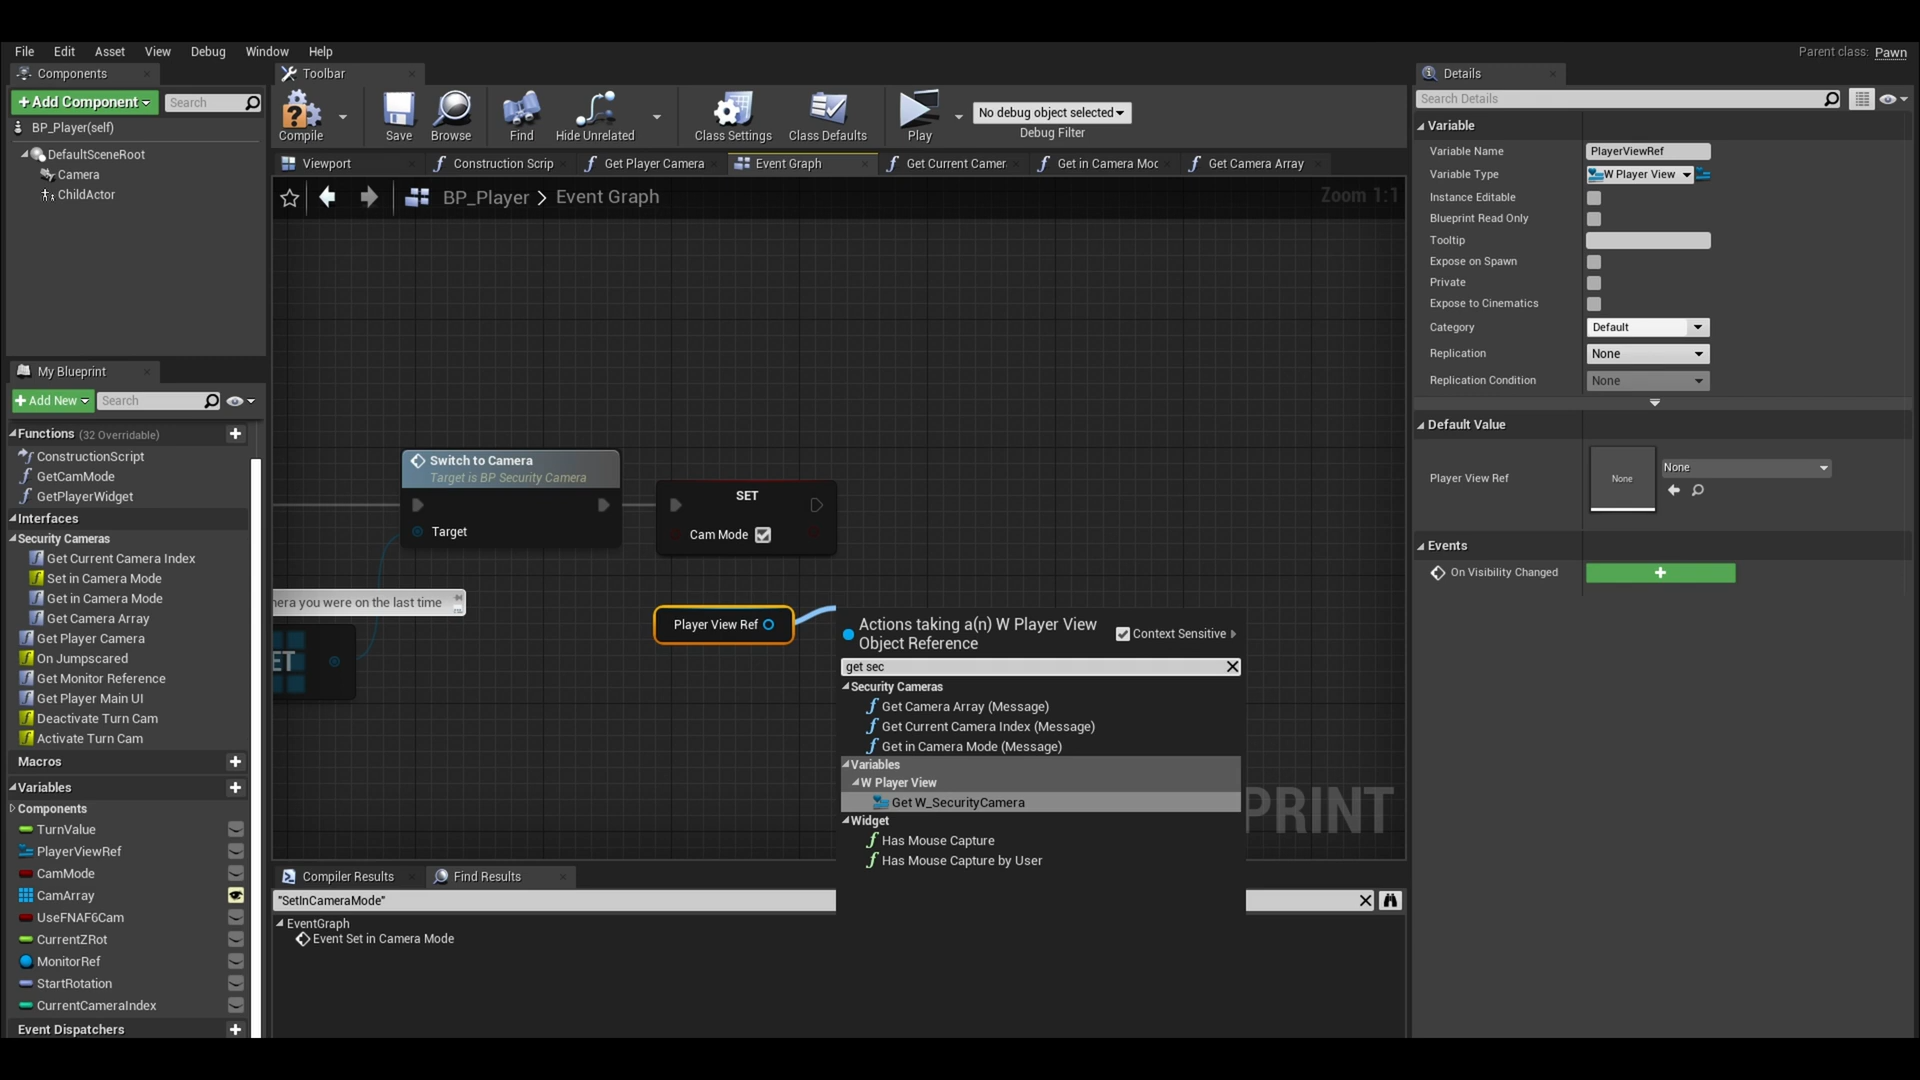 File Edit Asset View Debug Window Help
Parent class: Pawn
Components
Toolbar
Details
+Add Component
Search
BP_Player(self)
DefaultSceneRoot
Camera
ChildActor
Compile
Save
Browse
Find
Hide Unrelated
Class Settings
Class Defaults
Play
No debug object selected
Debug Filter
Viewport
Construction Scrip
Get Player Camera
Event Graph
Get Current Camer
Get in Camera Moc
Get Camera Array
BP_Player > Event Graph
Zoom 1:1
My Blueprint
+Add New
Search
Functions (32 Overridable)
ConstructionScript
GetCamMode
GetPlayerWidget
Interfaces
Security Cameras
Get Current Camera Index
Set in Camera Mode
Get in Camera Mode
Get Camera Array
Get Player Camera
On Jumpscared
Get Monitor Reference
Get Player Main UI
Deactivate Turn Cam
Activate Turn Cam
Macros
Variables
Components
TurnValue
PlayerViewRef
CamMode
CamArray
UseFNAF6Cam
CurrentZRot
MonitorRef
StartRotation
CurrentCameraIndex
Event Dispatchers
Switch to Camera
Target is BP Security Camera
Target
SET
Cam Mode
nera you were on the last time
ET
Player View Ref
Actions taking a(n) W Player View
Object Reference
Context Sensitive
get sec
Security Cameras
Get Camera Array (Message)
Get Current Camera Index (Message)
Get in Camera Mode (Message)
Variables
W Player View
Get W_SecurityCamera
Widget
Has Mouse Capture
Has Mouse Capture by User
PRINT
Compiler Results
Find Results
"SetInCameraMode"
EventGraph
Event Set in Camera Mode
Search Details
Variable
Variable Name PlayerViewRef
Variable Type W Player View
Instance Editable
Blueprint Read Only
Tooltip
Expose on Spawn
Private
Expose to Cinematics
Category Default
Replication None
Replication Condition None
Default Value
Player View Ref None None
Events
On Visibility Changed +